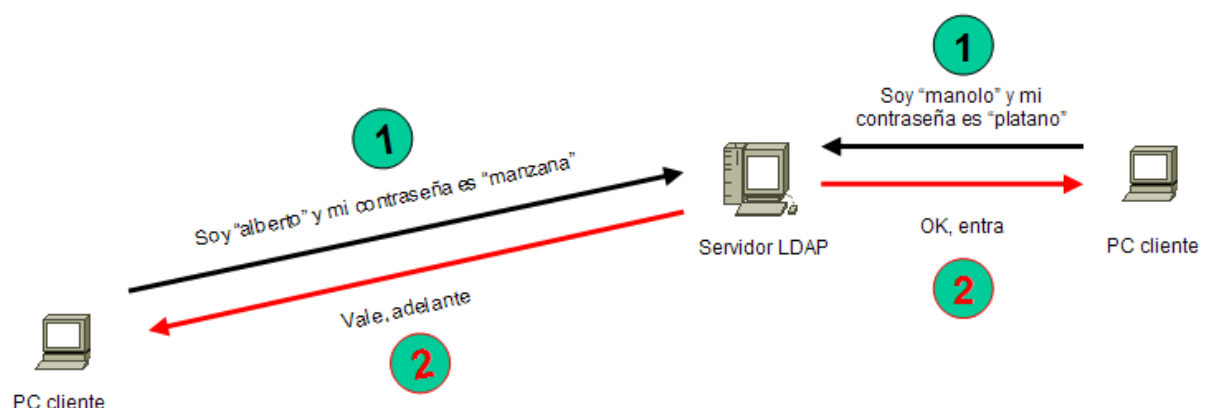 1
Soy "alberto" y mi contraseña es "manzana"
Vale, adelante
2
PC cliente
Servidor LDAP
1
Soy "manolo" y mi
contraseña es "platano"
OK, entra
2
PC cliente